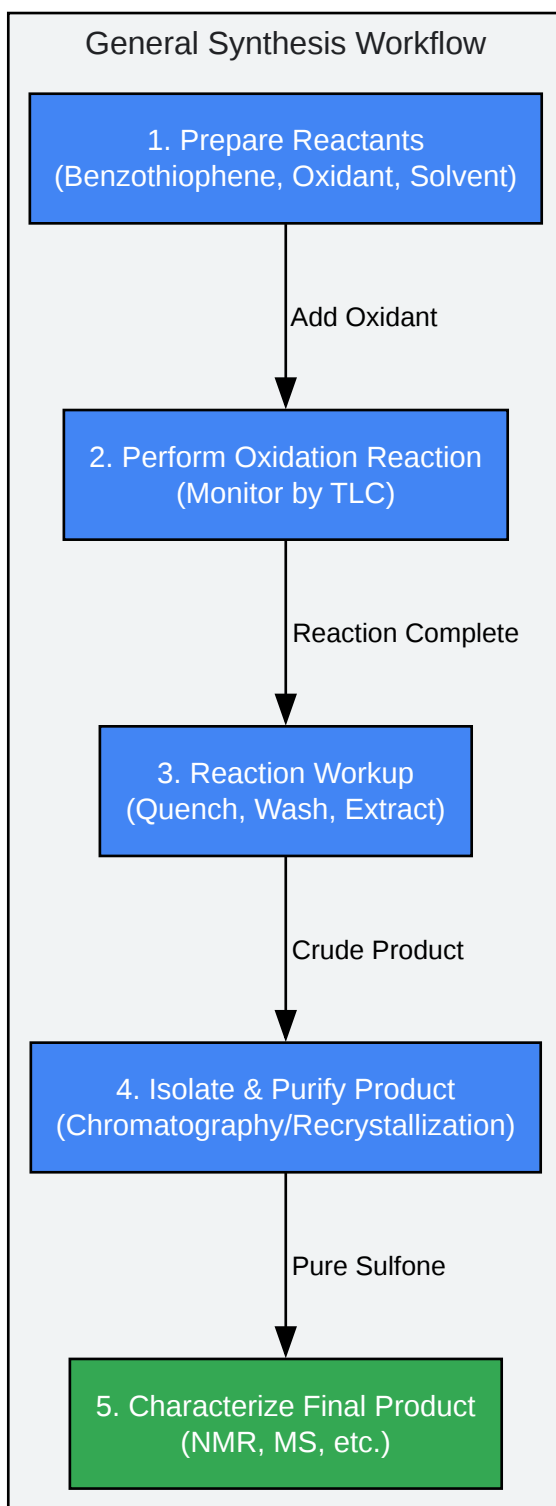 General Synthesis Workflow
1. Prepare Reactants
(Benzothiophene, Oxidant, Solvent)
Add Oxidant
2. Perform Oxidation Reaction
(Monitor by TLC)
Reaction Complete
3. Reaction Workup
(Quench, Wash, Extract)
Crude Product
4. Isolate & Purify Product
(Chromatography/Recrystallization)
Pure Sulfone
5. Characterize Final Product
(NMR, MS, etc.)